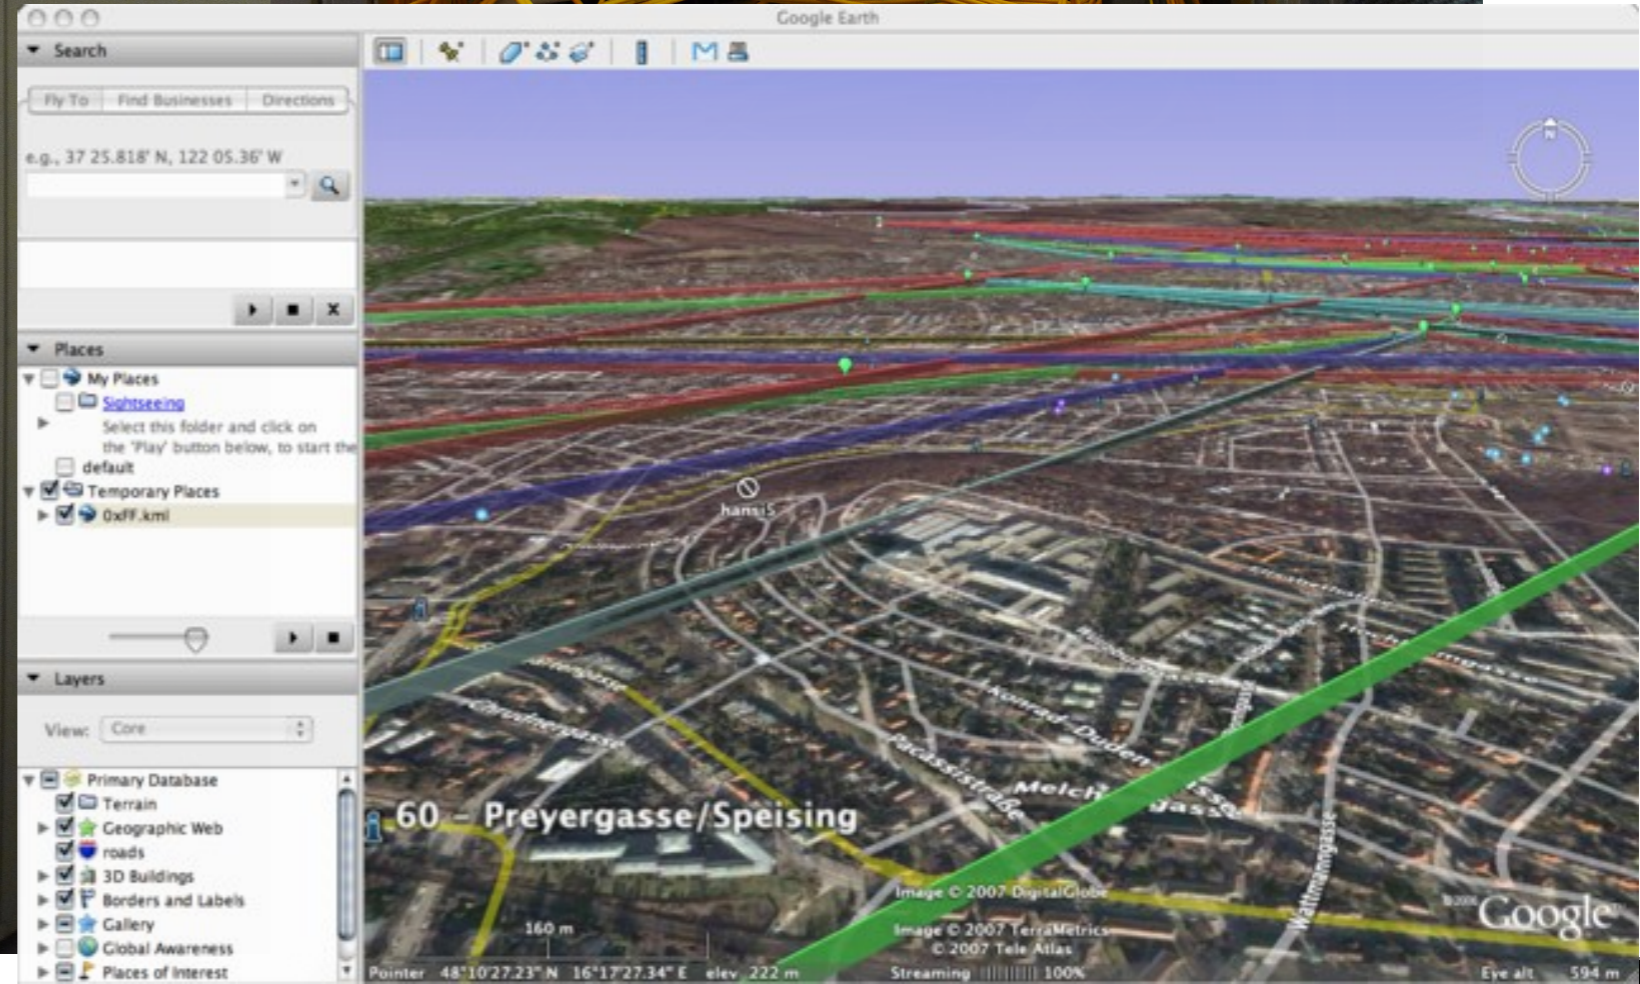 Google Earth
Search
Fly To
Find Businesses
Directions
e.g., 37 25.818' N, 122 05.36' W
Places
My Places
Sightseeing
Select this folder and click on
the 'Play' button below, to start the
default
Temporary Places
0xFF.kml
Layers
View: Core
Primary Database
Terrain
Geographic Web
roads
3D Buildings
Borders and Labels
Gallery
Global Awareness
Places of Interest
N
hansi5
Konrad-Duden
Pacassistraße
Wattmanngasse
60 - Preyergasse/Speising
160 m
Image © 2007 DigitalGlobe
Image © 2007 TerraMetrics
© 2007 Tele Atlas
Google
Pointer 48°10'27.23" N 16°17'27.34" E elev 222 m
Streaming 100%
Eye alt 594 m